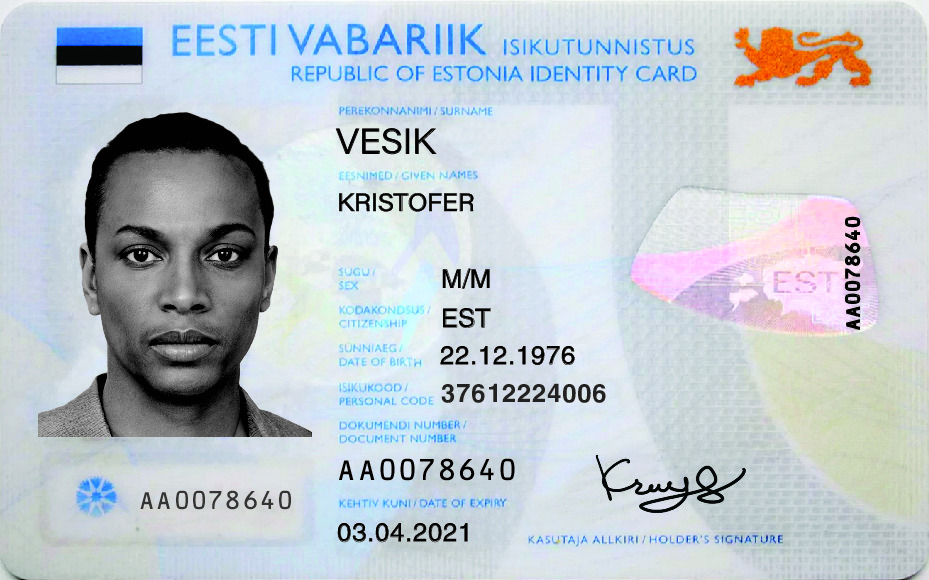 EESTI VABARIIK ISIKUTUNNISTUS
REPUBLIC OF ESTONIA IDENTITY CARD
PEREKONNANIMI / SURNAME
VESIK
EESNIMED / GIVEN NAMES
KRISTOFER
SUGU /
SEX
M/M
KODAKONDSUS /
CITIZENSHIP
EST
SÜNNIAEG /
DATE OF BIRTH
22.12.1976
ISIKUKOOD /
PERSONAL CODE
37612224006
DOKUMENDI NUMBER /
DOCUMENT NUMBER
AA0078640
KEHTIV KUNI / DATE OF EXPIRY
03.04.2021
AA0078640
EST
AA0078640
KASUTAJA ALLKIRI / HOLDER'S SIGNATURE